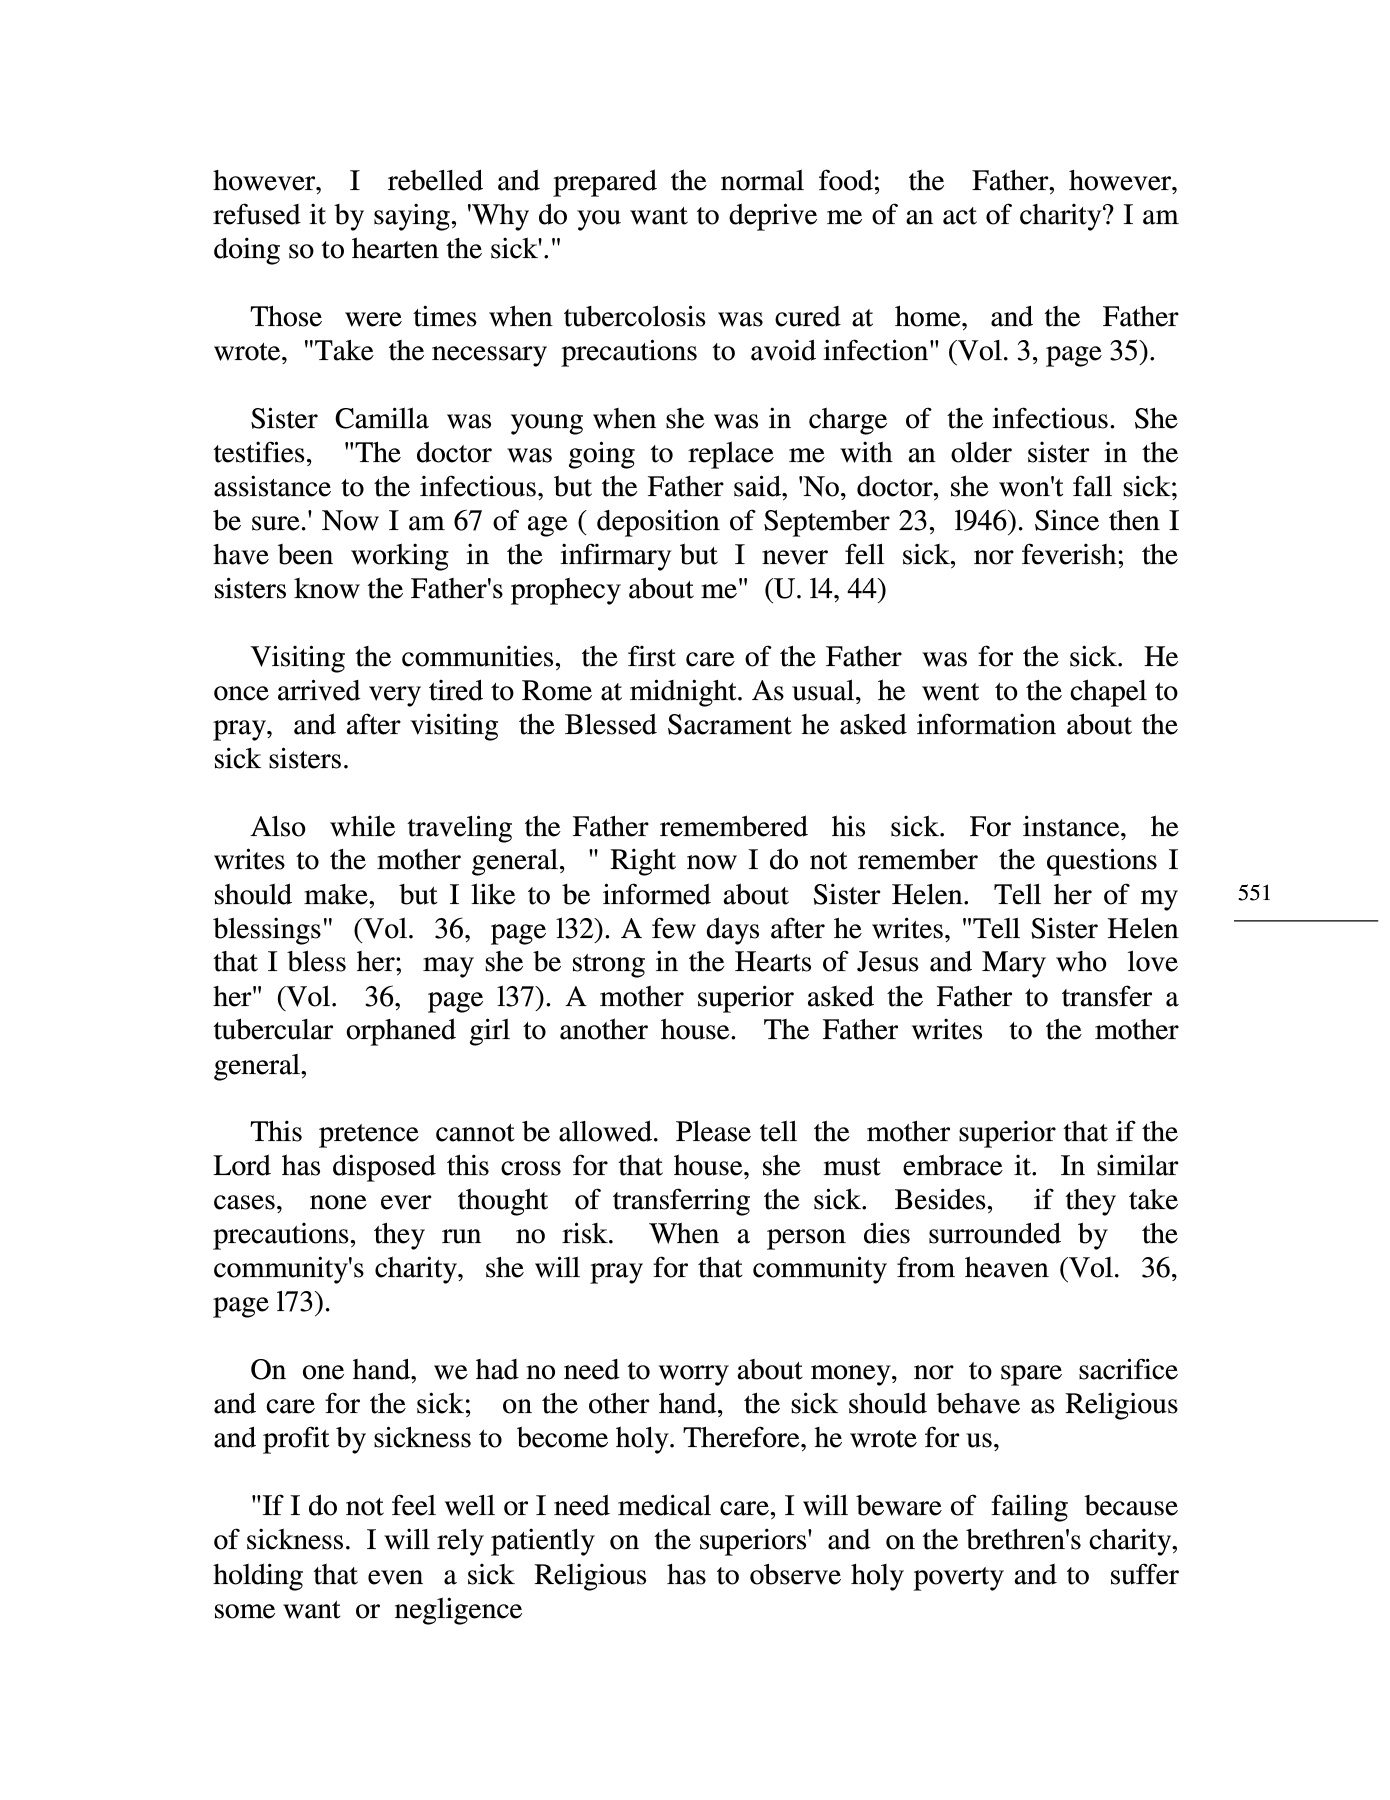 however, I rebelled and prepared the normal food; the Father, however,
refused it by saying, 'Why do you want to deprive me of an act of charity? I am
doing so to hearten the sick'."
Those were times when tubercolosis was cured at home, and the Father
wrote, "Take the necessary precautions to avoid infection" (Vol. 3, page 35).
Sister Camilla was young when she was in charge of the infectious. She
testifies, "The doctor was going to replace me with an older sister in the
assistance to the infectious, but the Father said, 'No, doctor, she won't fall sick;
be sure.' Now I am 67 of age ( deposition of September 23, l946). Since then I
have been working in the infirmary but I never fell sick, nor feverish; the
sisters know the Father's prophecy about me" (U. l4, 44)
Visiting the communities, the first care of the Father was for the sick. He
once arrived very tired to Rome at midnight. As usual, he went to the chapel to
pray, and after visiting the Blessed Sacrament he asked information about the
sick sisters.
Also while traveling the Father remembered his sick. For instance, he
writes to the mother general, " Right now I do not remember the questions I
should make, but I like to be informed about Sister Helen. Tell her of my
blessings" (Vol. 36, page l32). A few days after he writes, "Tell Sister Helen
that I bless her; may she be strong in the Hearts of Jesus and Mary who love
her" (Vol. 36, page l37). A mother superior asked the Father to transfer a
tubercular orphaned girl to another house. The Father writes to the mother
general,
This pretence cannot be allowed. Please tell the mother superior that if the
Lord has disposed this cross for that house, she must embrace it. In similar
cases, none ever thought of transferring the sick. Besides, if they take
precautions, they run no risk. When a person dies surrounded by the
community's charity, she will pray for that community from heaven (Vol. 36,
page l73).
On one hand, we had no need to worry about money, nor to spare sacrifice
and care for the sick; on the other hand, the sick should behave as Religious
and profit by sickness to become holy. Therefore, he wrote for us,
"If I do not feel well or I need medical care, I will beware of failing because
of sickness. I will rely patiently on the superiors' and on the brethren's charity,
holding that even a sick Religious has to observe holy poverty and to suffer
some want or negligence
551